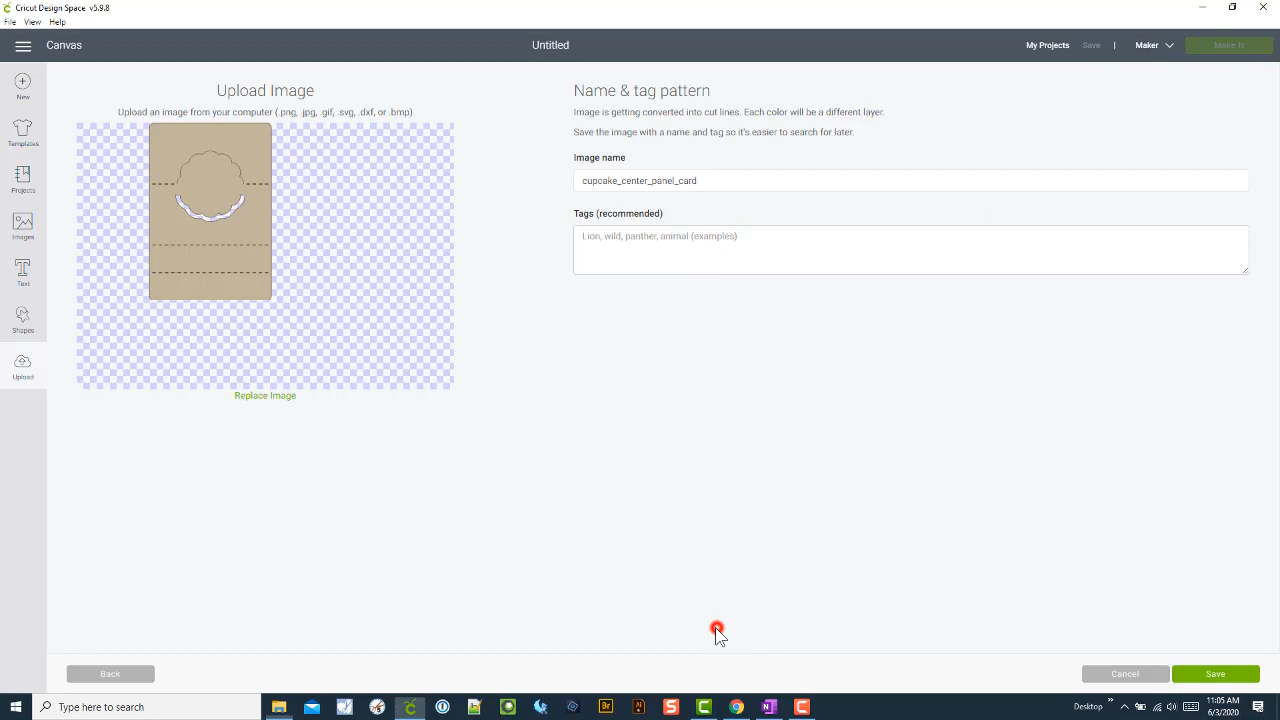 Cricut Design Space v5.9.8
File View Help
Canvas
Untitled
My Projects Save | Maker Make It
New
Templates
Projects
Images
Text
Shapes
Upload
Upload Image
Upload an image from your computer (.png, .jpg, .gif, .svg, .dxf, or .bmp)
Replace Image
Name & tag pattern
Image is getting converted into cut lines. Each color will be a different layer.
Save the image with a name and tag so it's easier to search for later.
Image name
cupcake_center_panel_card
Tags (recommended)
Lion, wild, panther, animal (examples)
Back
Cancel
Save
Type here to search
Br
Ai
S
C
N
C
Desktop
11:05 AM
6/3/2020